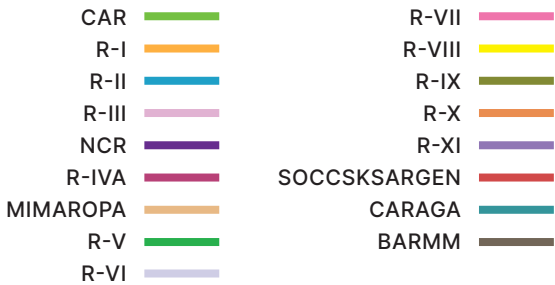 CAR
R-I
R-II
R-III
NCR
R-IVA
MIMAROPA
R-V
R-VI
R-VII
R-VIII
R-IX
R-X
R-XI
SOCCSKSARGEN
CARAGA
BARMM